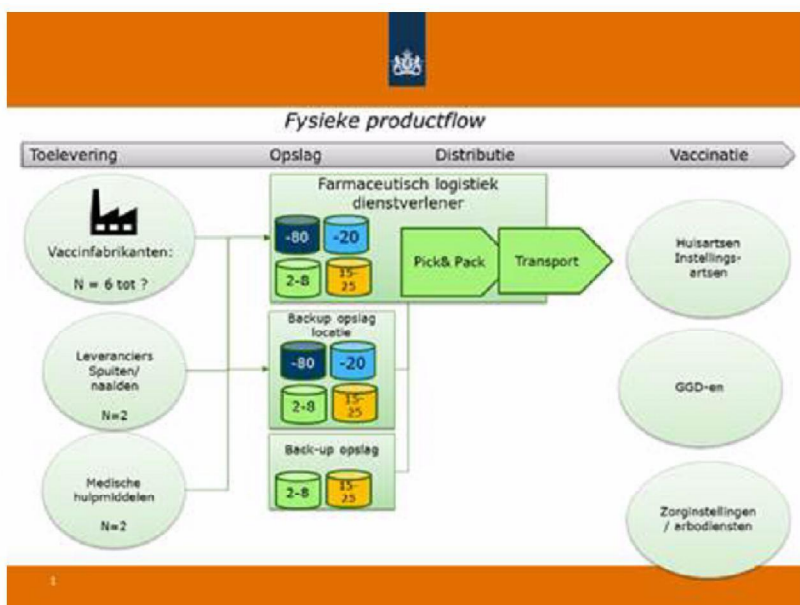 Fysieke productflow
Toelevering
Opslag
Distributie
Vaccinatie
Vaccinfabrikanten:
N = 6 tot ?
Leveranciers
Spuiten/
naalden
N=2
Medische
hulpmiddelen
N=2
Farmaceutisch logistiek
dienstverlener
-80
-20
2-8
15-
25
Pick& Pack
Transport
Backup opslag
locatie
-80
-20
2-8
15-
25
Back-up opslag
2-8
15-
25
Huisartsen
Instellings-
artsen
GGD-en
Zorginstellingen
/ arbodiensten
1